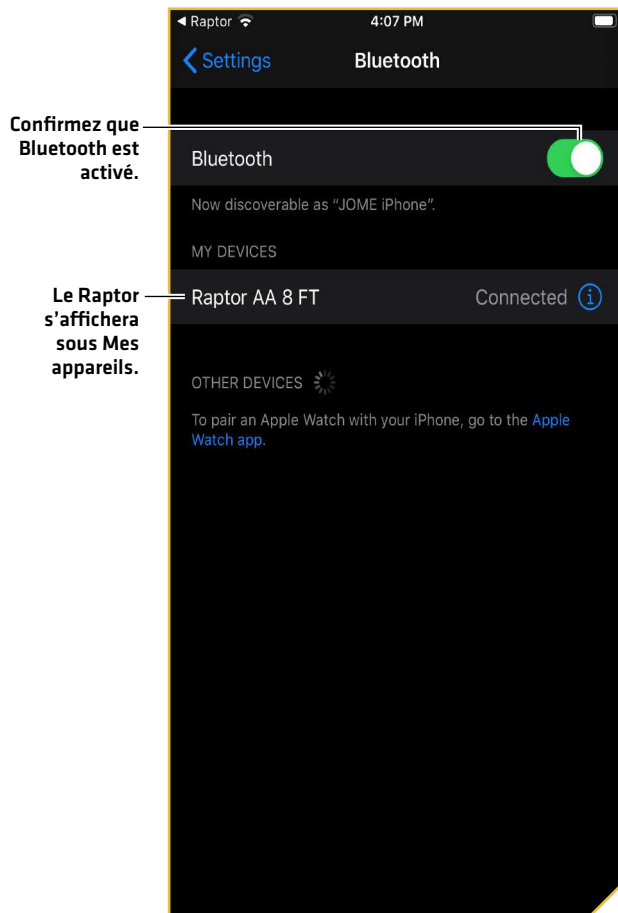 ◀ Raptor 4:07 PM
Settings Bluetooth
Confirmez que
Bluetooth est
activé.
Bluetooth
Now discoverable as “JOME iPhone”.
MY DEVICES
Le Raptor
s’affichera
sous Mes
appareils.
Raptor AA 8 FT Connected
OTHER DEVICES
To pair an Apple Watch with your iPhone, go to the Apple
Watch app.